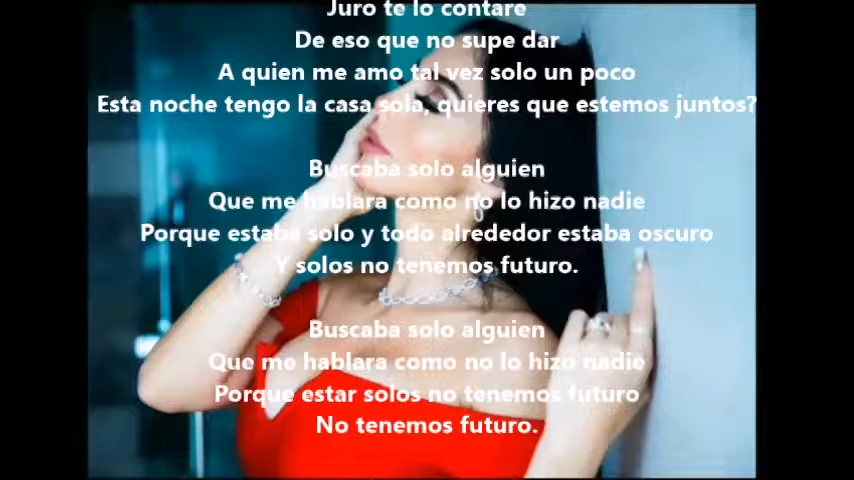 Juro te lo contare
De eso que no supe dar
A quien me amo tal vez solo un poco
Esta noche tengo la casa sola, quieres que estemos juntos?
Buscaba solo alguien
Que me hablara como no lo hizo nadie
Porque estaba solo y todo alrededor estaba oscuro
Y solos no tenemos futuro.
Buscaba solo alguien
Que me hablara como no lo hizo nadie
Porque estar solos no tenemos futuro
No tenemos futuro.